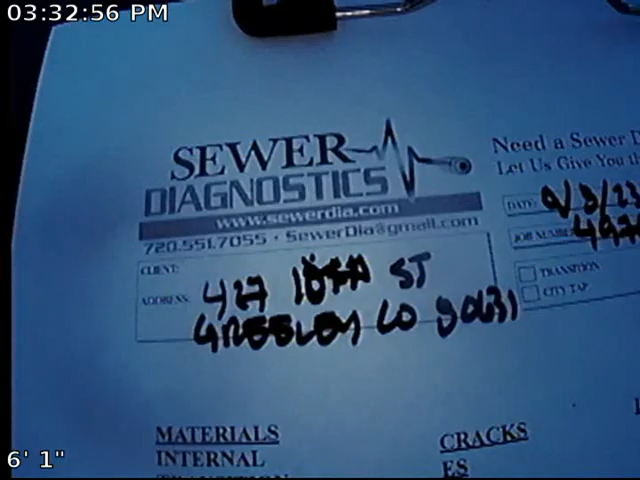 03:32:56 PM
SEWER
DIAGNOSTICS
www.sewerdia.com
720.551.7055 • SewerDia@gmail.com
Need a Sewer
Let Us Give You
DATE:
JOB NUMBER
CLIENT:
ADDRESS: 427 10th ST
GREELEY CO 80631
TRANSITION
CITY TAP
MATERIALS
INTERNAL
CRACKS
6' 1"